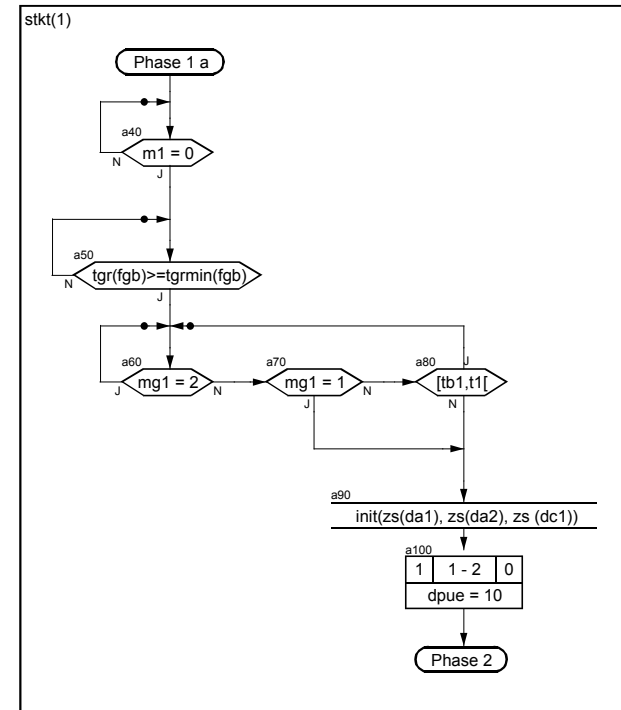 stkt(1)
Phase 1 a
a40
m1 = 0
N
J
a50
tgr(fgb)>=tgrmin(fgb)
N
J
a60
mg1 = 2
J
N
a70
mg1 = 1
J
N
a80
J
[tb1,t1[
N
a90
init(zs(da1), zs(da2), zs (dc1))
a100
1 1 - 2 0
dpue = 10
Phase 2